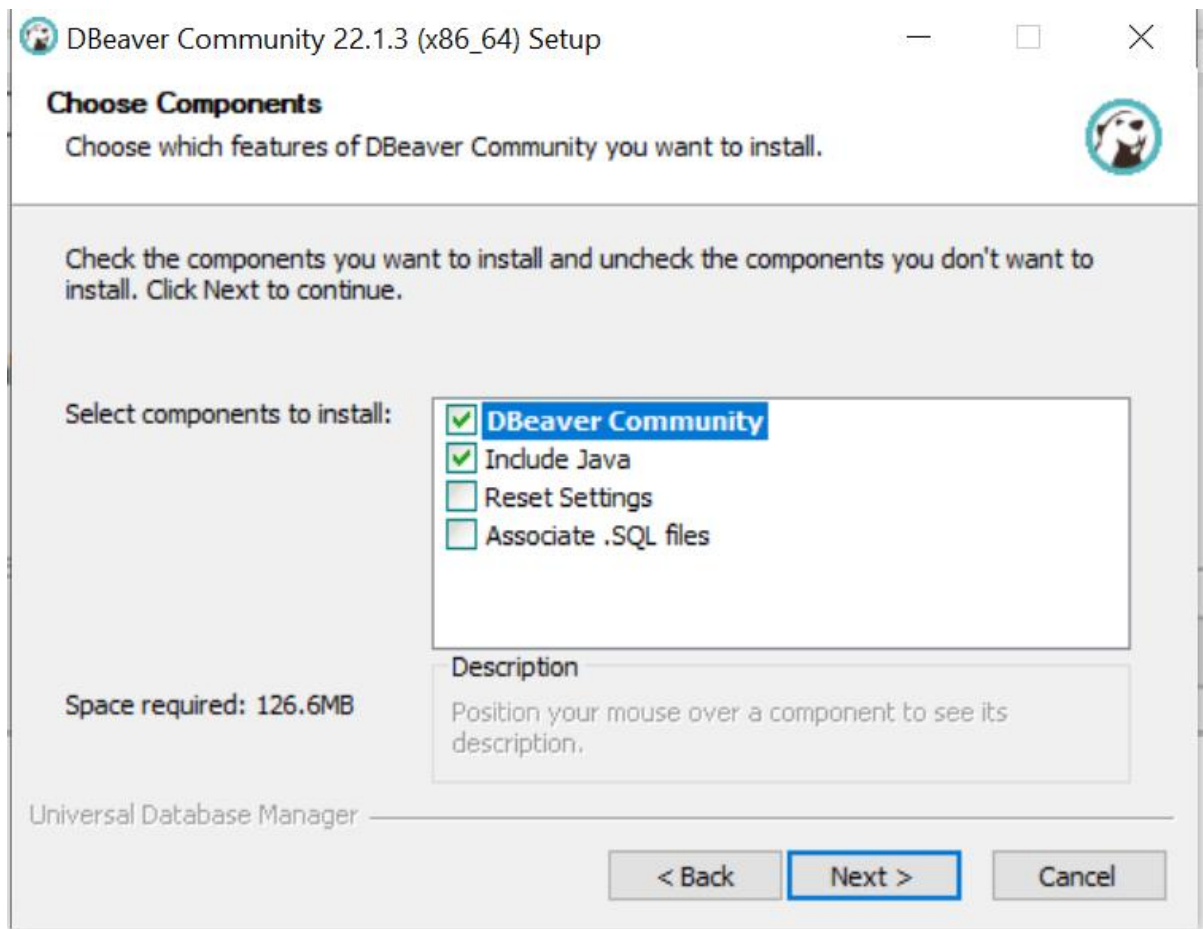 DBeaver Community 22.1.3 (x86_64) Setup
Choose Components
Choose which features of DBeaver Community you want to install.
Check the components you want to install and uncheck the components you don't want to
install. Click Next to continue.
Select components to install:
DBeaver Community
Include Java
Reset Settings
Associate .SQL files
Space required: 126.6MB
Description
Position your mouse over a component to see its
description.
Universal Database Manager
< Back
Next >
Cancel